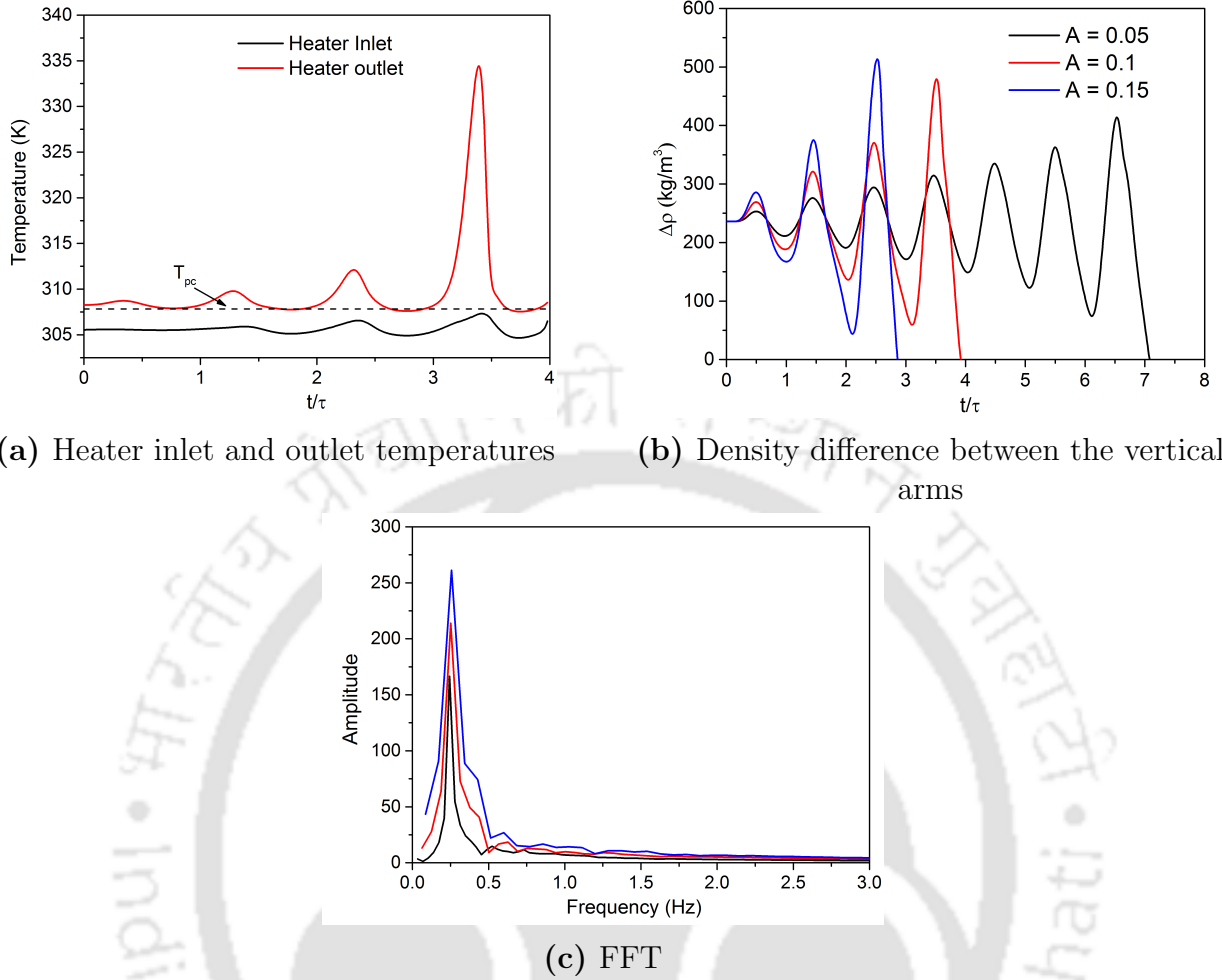 340
335
330
325
320
315
310
305
Temperature (K)
Heater Inlet
Heater outlet
Tpc
0 1 2 3 4
t/τ
600
500
400
300
200
100
0
Δρ (kg/m³)
A = 0.05
A = 0.1
A = 0.15
0 1 2 3 4 5 6 7 8
t/τ
(a) Heater inlet and outlet temperatures
(b) Density difference between the vertical
arms
300
250
200
150
100
50
0
Amplitude
0.0 0.5 1.0 1.5 2.0 2.5 3.0
Frequency (Hz)
(c) FFT